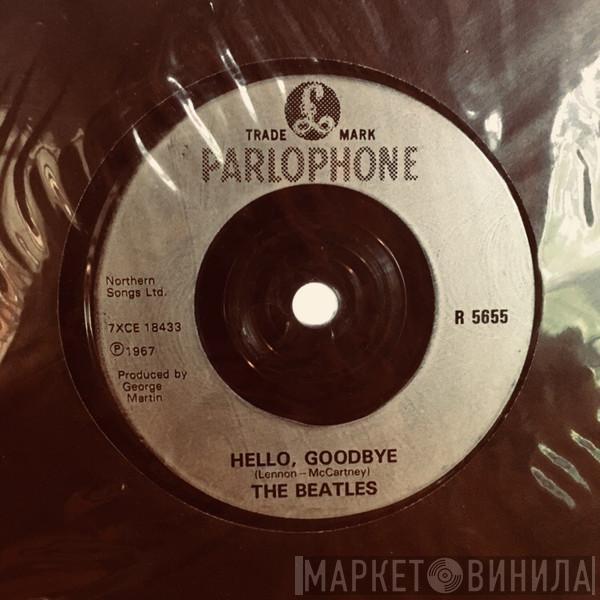 TRADE MARK
PARLOPHONE
Northern
Songs Ltd.
7XCE 18433
Ⓟ1967
Produced by
George
Martin
R 5655
HELLO, GOODBYE
(Lennon – McCartney)
THE BEATLES
МАРКЕТ ВИНИЛА